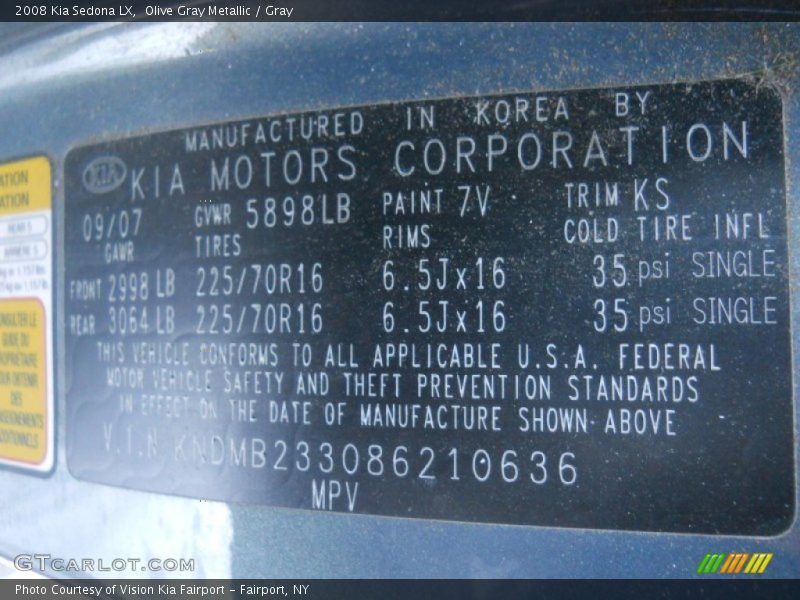 2008 Kia Sedona LX, Olive Gray Metallic / Gray
MANUFACTURED IN KOREA BY
KIA KIA MOTORS CORPORATION
09/07 GVWR 5898LB PAINT 7V TRIM KS
GAWR TIRES RIMS COLD TIRE INFL
FRONT 2998 LB 225/70R16 6.5Jx16 35 psi SINGLE
REAR 3064 LB 225/70R16 6.5Jx16 35 psi SINGLE
THIS VEHICLE CONFORMS TO ALL APPLICABLE U.S.A. FEDERAL
MOTOR VEHICLE SAFETY AND THEFT PREVENTION STANDARDS
IN EFFECT ON THE DATE OF MANUFACTURE SHOWN ABOVE
V.I.N KNDMB233086210636
MPV
GTcarlot.com
Photo Courtesy of Vision Kia Fairport - Fairport, NY